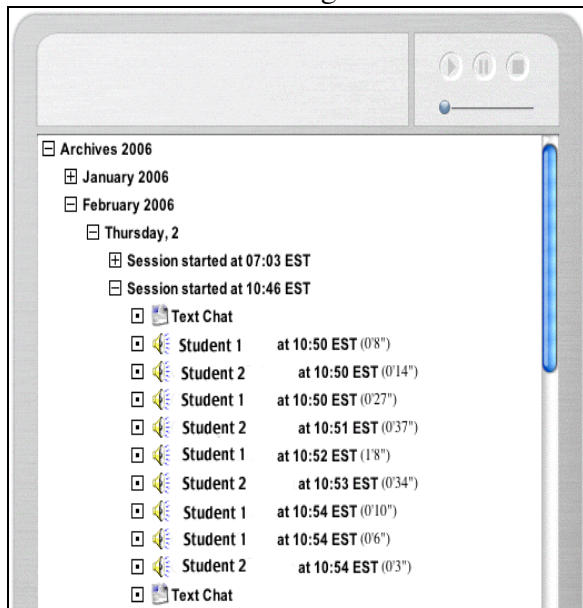 Archives 2006
January 2006
February 2006
Thursday, 2
Session started at 07:03 EST
Session started at 10:46 EST
Text Chat
Student 1 at 10:50 EST (0'8")
Student 2 at 10:50 EST (0'14")
Student 1 at 10:50 EST (0'27")
Student 2 at 10:51 EST (0'37")
Student 1 at 10:52 EST (1'8")
Student 2 at 10:53 EST (0'34")
Student 1 at 10:54 EST (0'10")
Student 1 at 10:54 EST (0'6")
Student 2 at 10:54 EST (0'3")
Text Chat